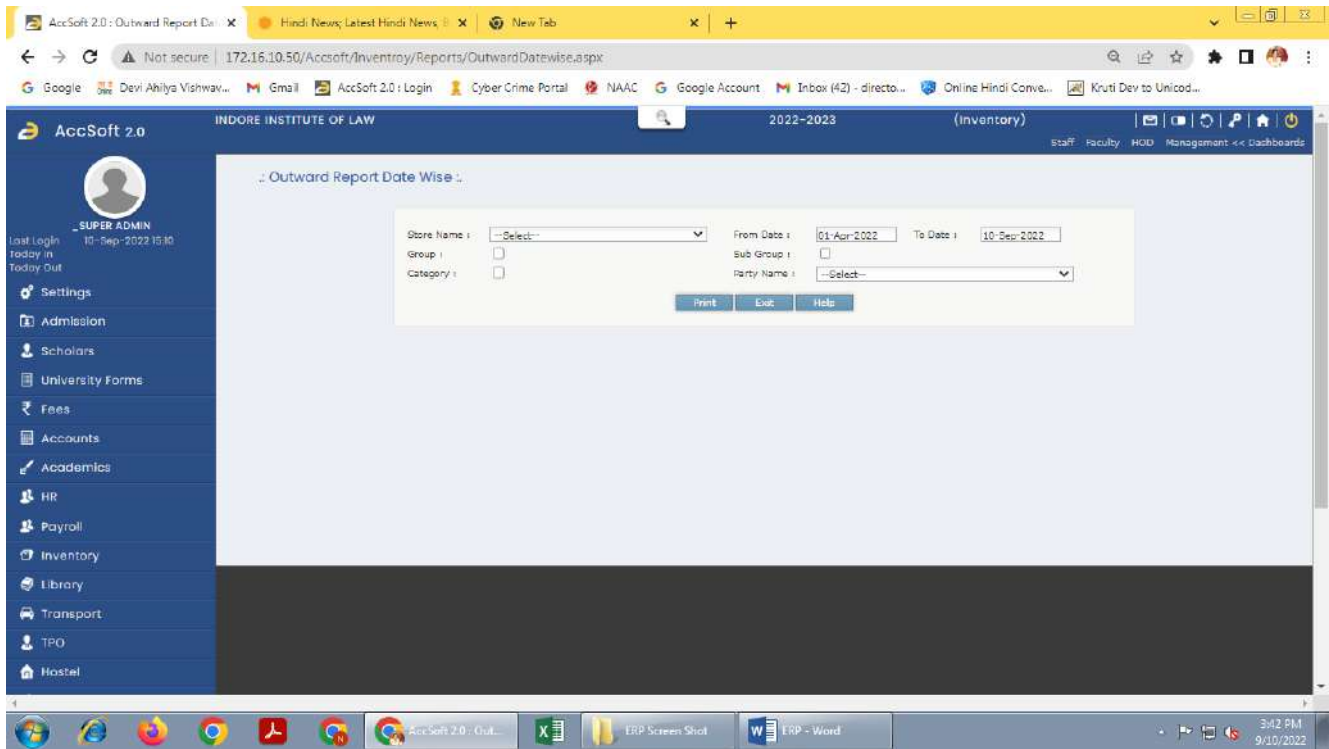 AccSoft 2.0 : Outward Report Da
Hindi News; Latest Hindi News,
New Tab
Not secure | 172.16.10.50/Accsoft/Inventroy/Reports/OutwardDatewise.aspx
Google Devi Ahilya Vishwav... Gmail AccSoft 2.0 : Login Cyber Crime Portal NAAC Google Account Inbox (42) - directo... Online Hindi Conve... Kruti Dev to Unicod...
AccSoft 2.0
INDORE INSTITUTE OF LAW 2022-2023 (Inventory)
Staff Faculty HOD Management << Dashboards
_SUPER ADMIN
Last Login 10-Sep-2022 15:10
Today In
Today Out
Settings
Admission
Scholars
University Forms
₹ Fees
Accounts
Academics
HR
Payroll
Inventory
Library
Transport
TPO
Hostel
.: Outward Report Date Wise :.
Store Name : --Select-- From Date : 01-Apr-2022 To Date : 10-Sep-2022
Group : Sub Group :
Category : Party Name : --Select--
Print Exit Help
AccSoft 2.0 : Out... ERP Screen Shot ERP - Word
3:42 PM
9/10/2022